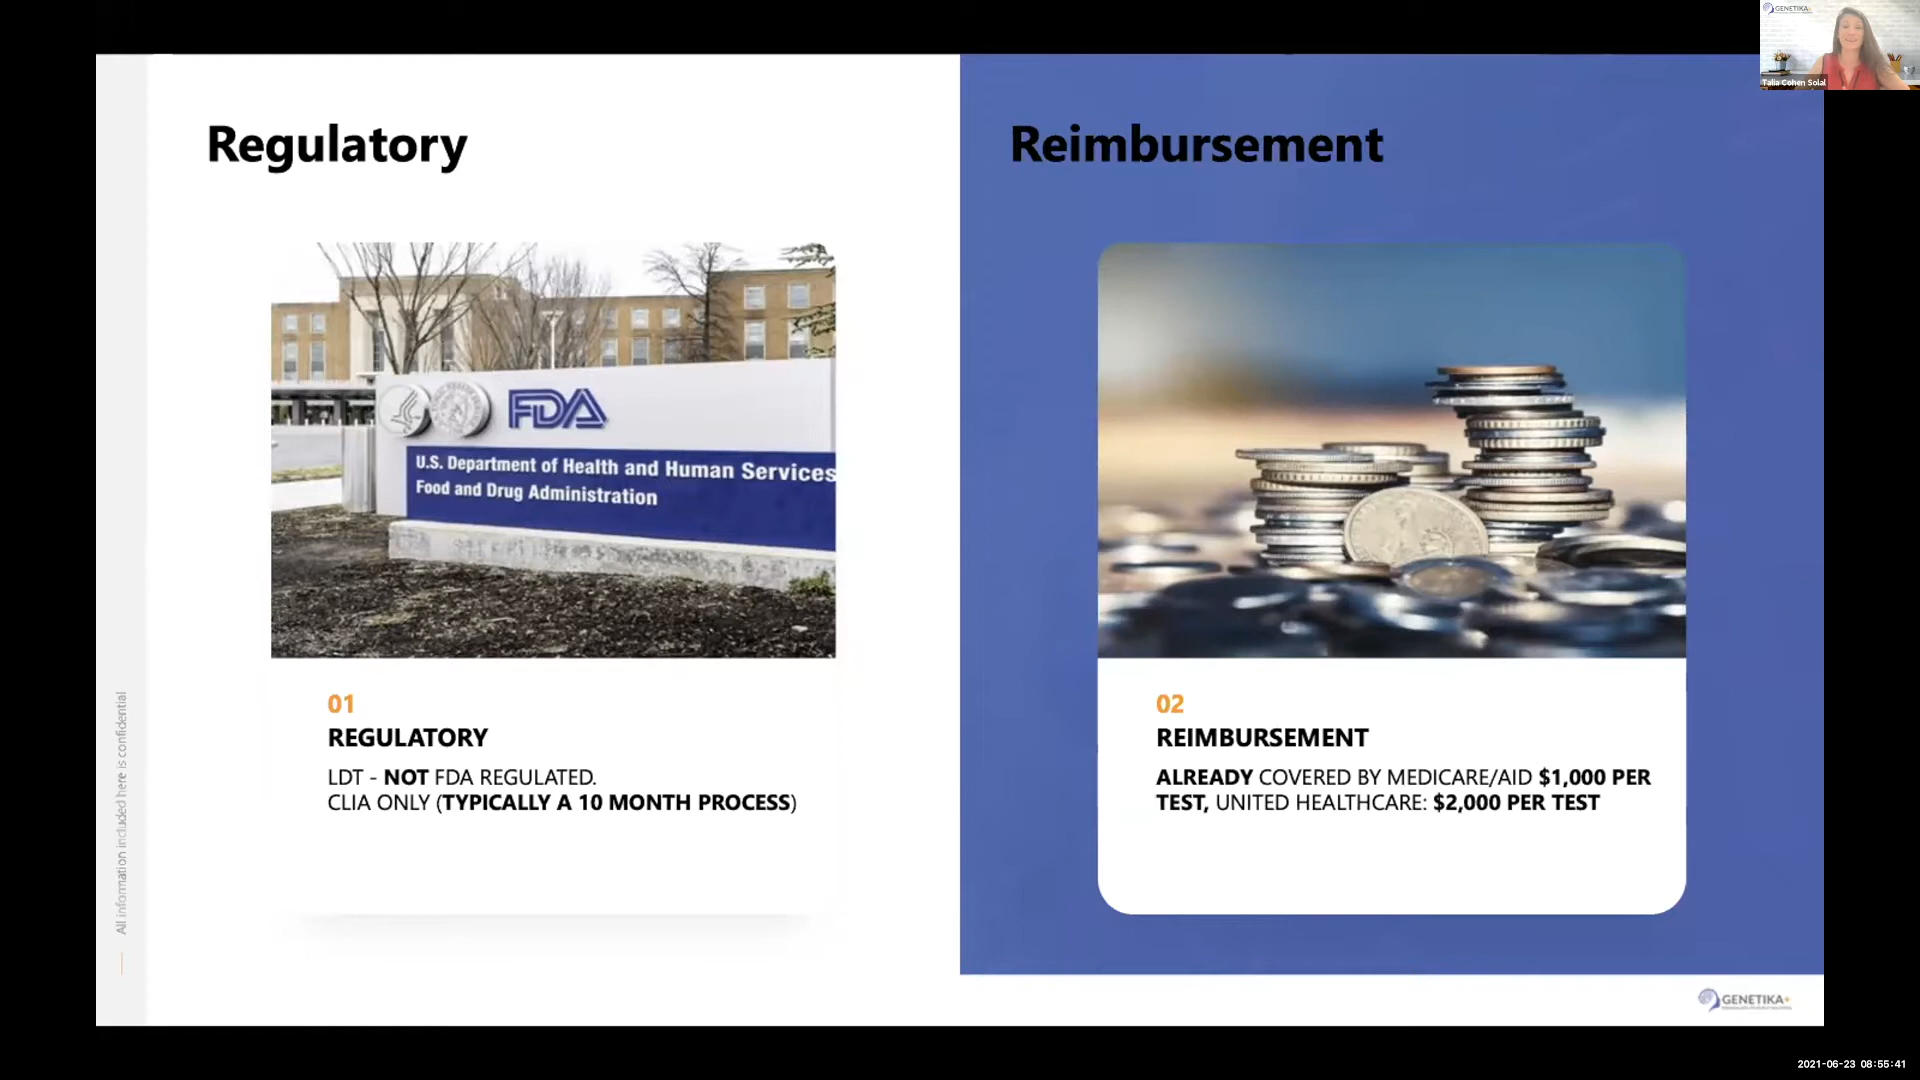 GENETIKA+
Talia Cohen Solal
Regulatory
Reimbursement
FDA
U.S. Department of Health and Human Services
Food and Drug Administration
01
REGULATORY
LDT - NOT FDA REGULATED.
CLIA ONLY (TYPICALLY A 10 MONTH PROCESS)
02
REIMBURSEMENT
ALREADY COVERED BY MEDICARE/AID $1,000 PER
TEST, UNITED HEALTHCARE: $2,000 PER TEST
All information included here is confidential
GENETIKA+
2021-06-23 08:55:41